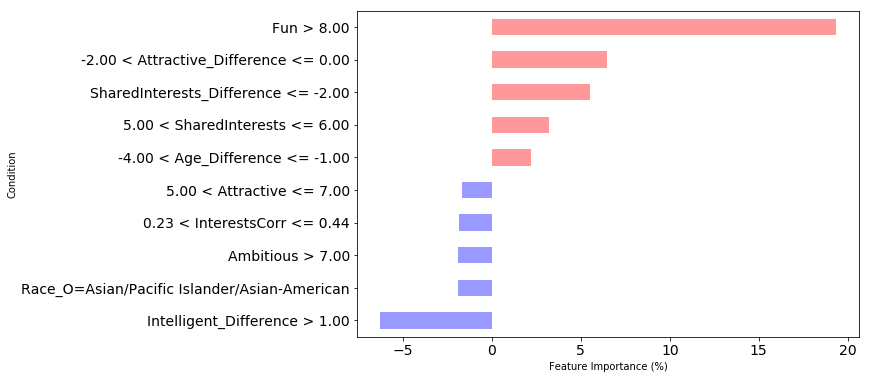 Fun > 8.00
-2.00 < Attractive_Difference <= 0.00
SharedInterests_Difference <= -2.00
5.00 < SharedInterests <= 6.00
-4.00 < Age_Difference <= -1.00
5.00 < Attractive <= 7.00
0.23 < InterestsCorr <= 0.44
Ambitious > 7.00
Race_O=Asian/Pacific Islander/Asian-American
Intelligent_Difference > 1.00
Condition
−5 0 5 10 15 20
Feature Importance (%)